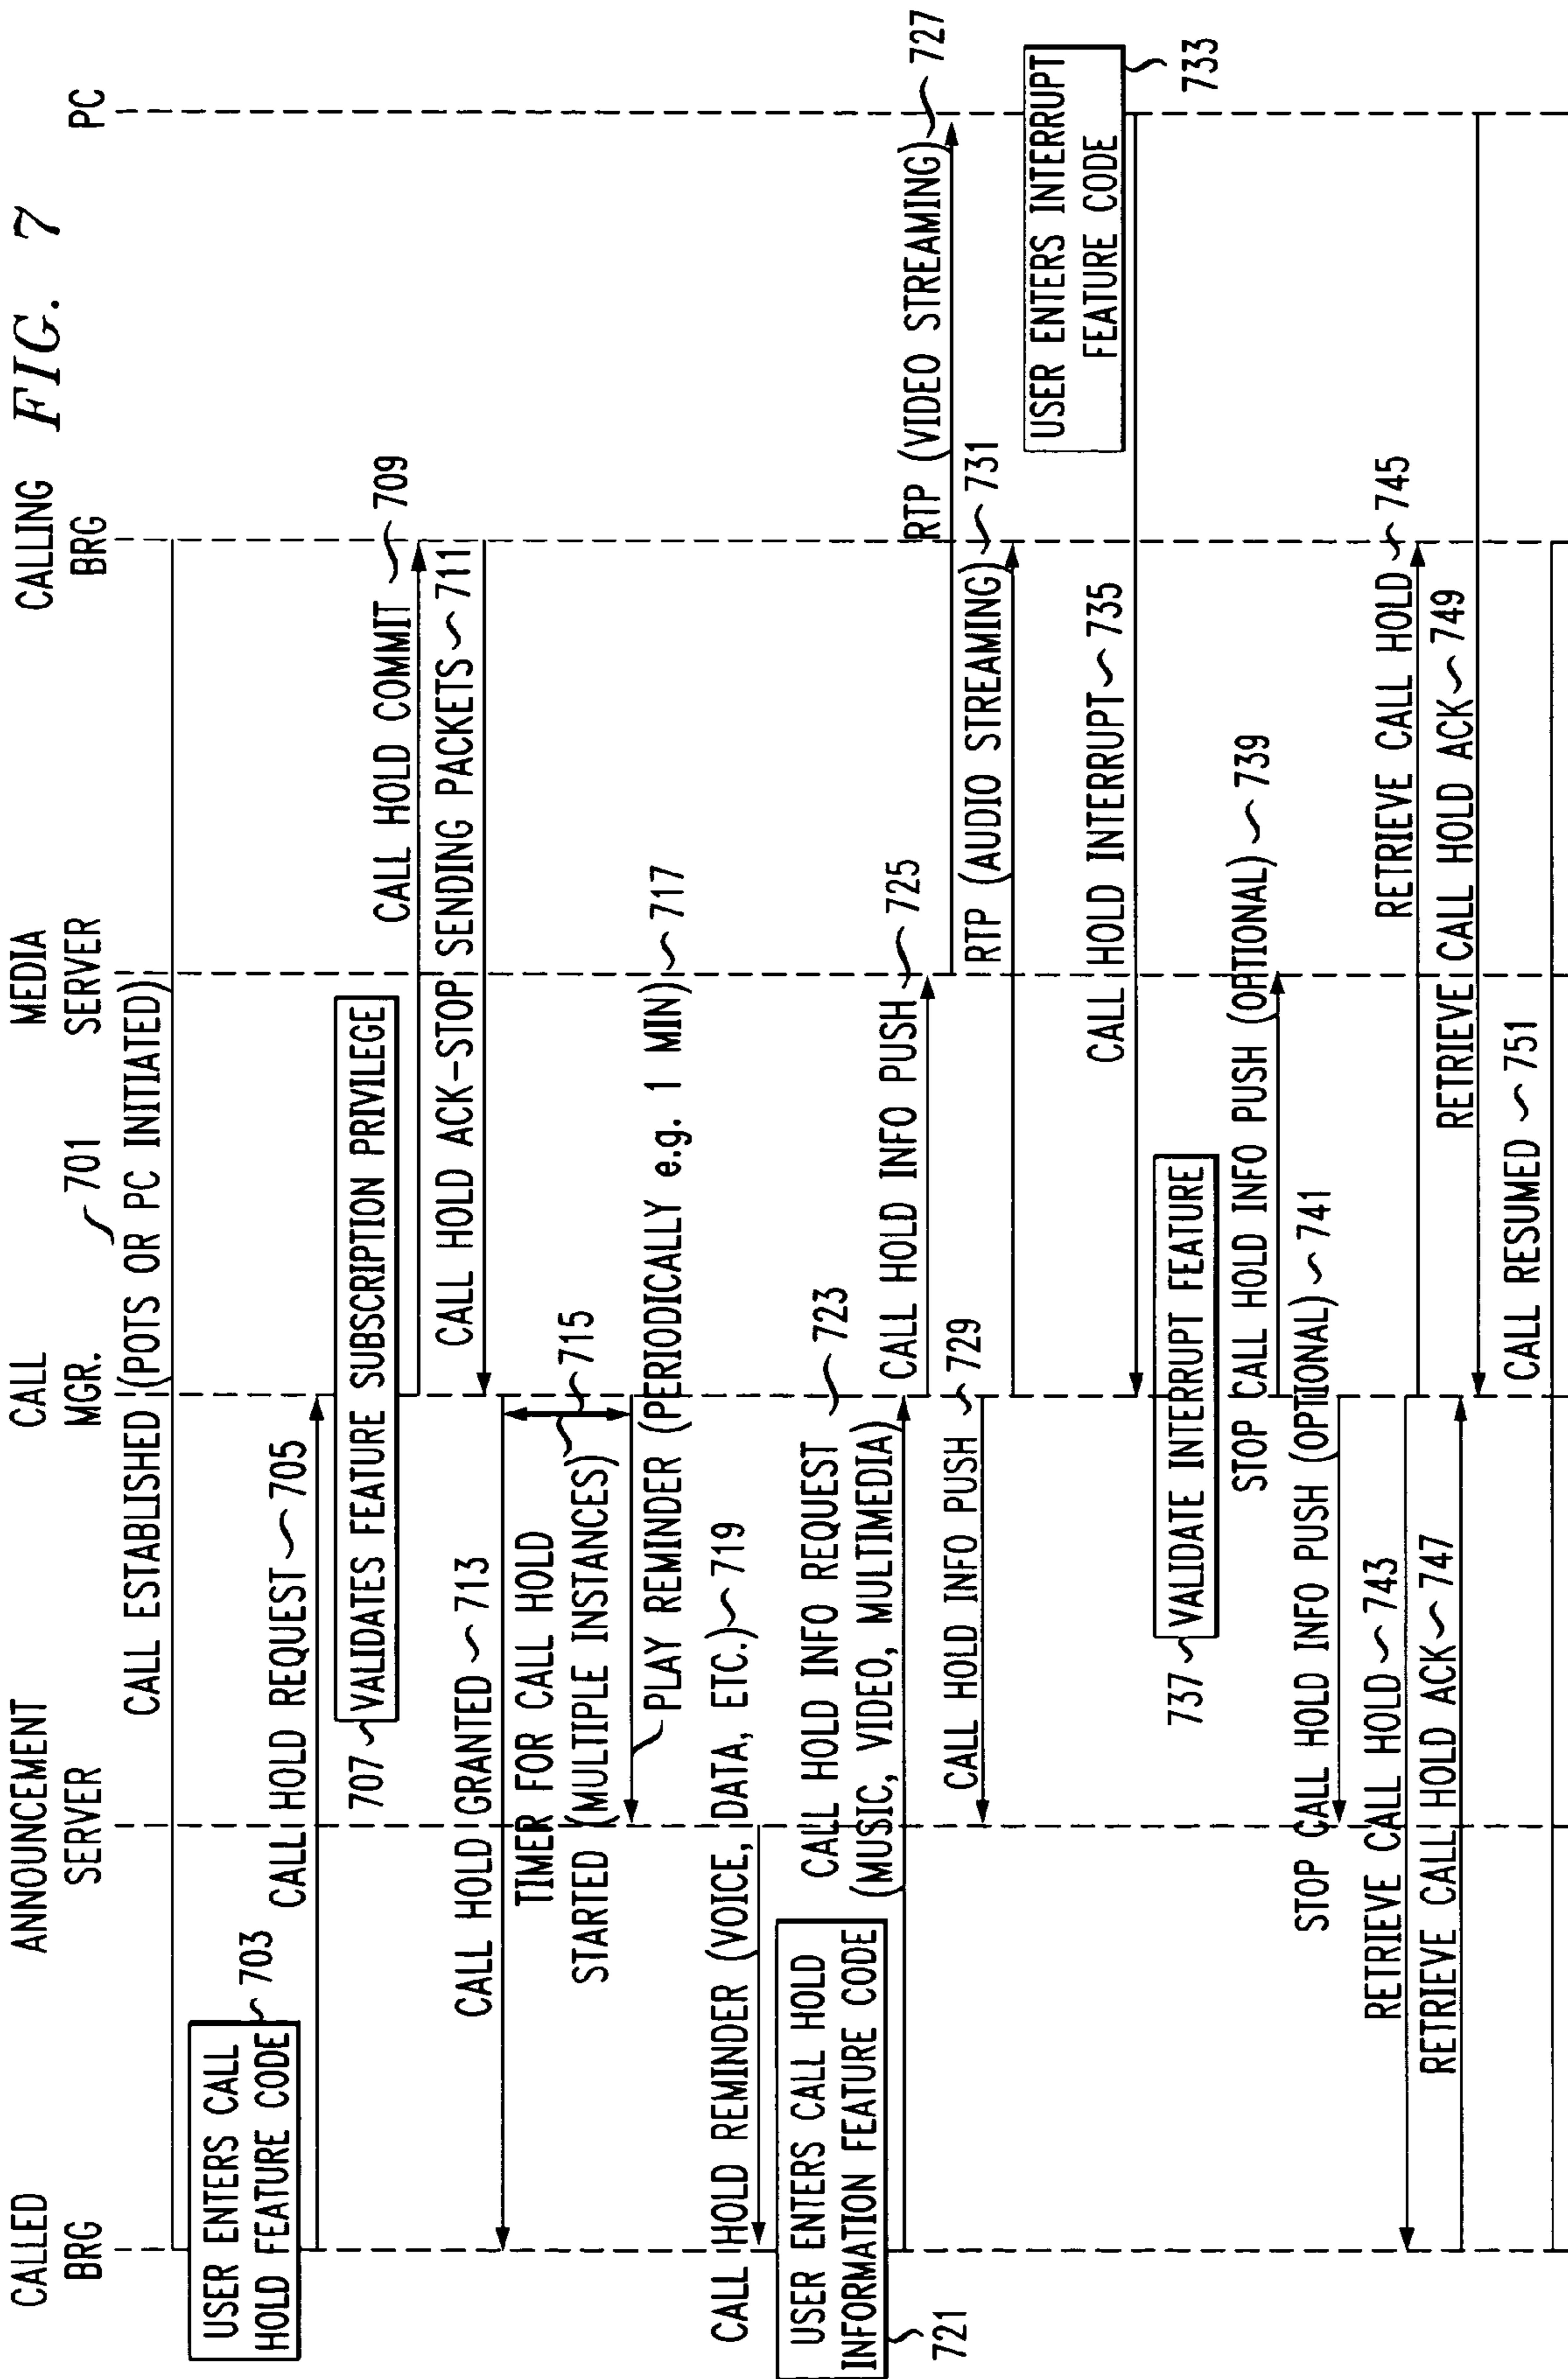 FIG. 7
CALLED
BRG
ANNOUNCEMENT
SERVER
CALL
MGR.
MEDIA
SERVER
CALLING
BRG
PC
701
CALL ESTABLISHED (POTS OR PC INITIATED)
USER ENTERS CALL
HOLD FEATURE CODE
703
CALL HOLD REQUEST 705
707 VALIDATES FEATURE SUBSCRIPTION PRIVILEGE
CALL HOLD COMMIT 709
CALL HOLD ACK-STOP SENDING PACKETS 711
CALL HOLD GRANTED 713
TIMER FOR CALL HOLD
STARTED (MULTIPLE INSTANCES) 715
PLAY REMINDER (PERIODICALLY e.g. 1 MIN) 717
CALL HOLD REMINDER (VOICE, DATA, ETC.) 719
USER ENTERS CALL HOLD
INFORMATION FEATURE CODE
721
CALL HOLD INFO REQUEST 723
(MUSIC, VIDEO, MULTIMEDIA)
CALL HOLD INFO PUSH 725
RTP (VIDEO STREAMING) 727
CALL HOLD INFO PUSH 729
RTP (AUDIO STREAMING) 731
USER ENTERS INTERRUPT
FEATURE CODE
733
CALL HOLD INTERRUPT 735
737 VALIDATE INTERRUPT FEATURE
STOP CALL HOLD INFO PUSH (OPTIONAL) 739
STOP CALL HOLD INFO PUSH (OPTIONAL) 741
RETRIEVE CALL HOLD 743
RETRIEVE CALL HOLD 745
RETRIEVE CALL HOLD ACK 747
RETRIEVE CALL HOLD ACK 749
CALL RESUMED 751